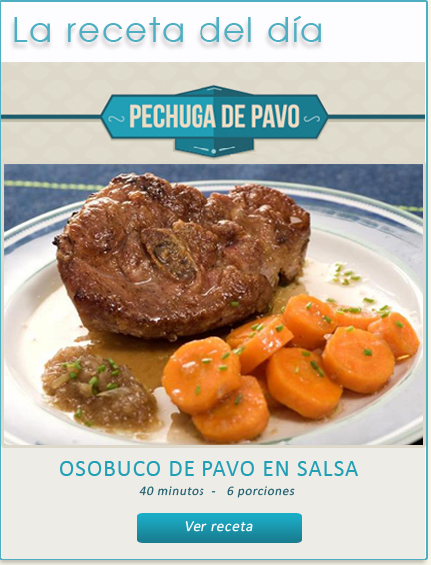 La receta del día
PECHUGA DE PAVO
OSOBUCO DE PAVO EN SALSA
40 minutos - 6 porciones
Ver receta